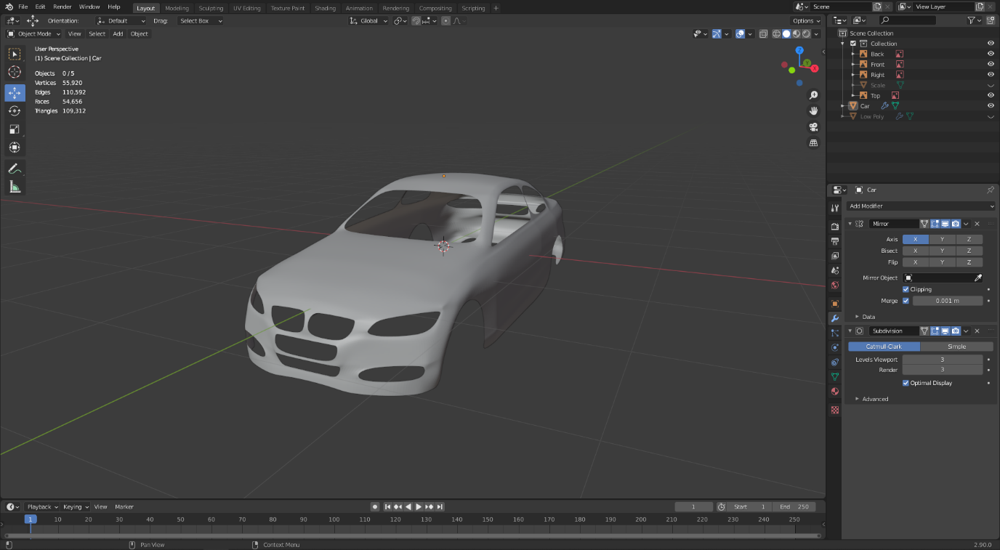 File Edit Render Window Help Layout Modeling Sculpting UV Editing Texture Paint Shading Animation Rendering Compositing Scripting + Scene View Layer
Orientation: Default Drag: Select Box Global Options
Object Mode View Select Add Object
User Perspective
(1) Scene Collection | Car
Objects 0 / 5
Vertices 55,920
Edges 110,592
Faces 54,656
Triangles 109,312
Z
Y
X
Scene Collection
Collection
Back
Front
Right
Scale
Top
Car
Low Poly
Car
Add Modifier
Mirror
Axis X Y Z
Bisect X Y Z
Flip X Y Z
Mirror Object
Clipping
Merge 0.001 m
Data
Subdivision
Catmull-Clark Simple
Levels Viewport 3
Render 3
Optimal Display
Advanced
Playback Keying View Marker 1 Start 1 End 250
1 10 20 30 40 50 60 70 80 90 100 110 120 130 140 150 160 170 180 190 200 210 220 230 240 250
Pan View Context Menu 2.90.0